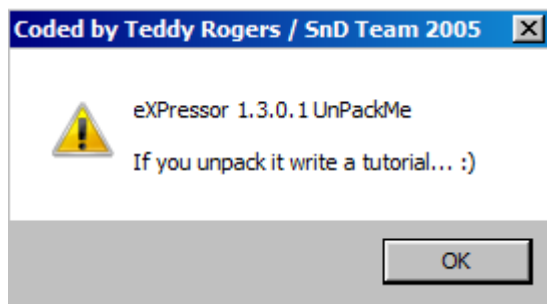 Coded by Teddy Rogers / SnD Team 2005
eXPressor 1.3.0.1 UnPackMe
If you unpack it write a tutorial... :)
OK